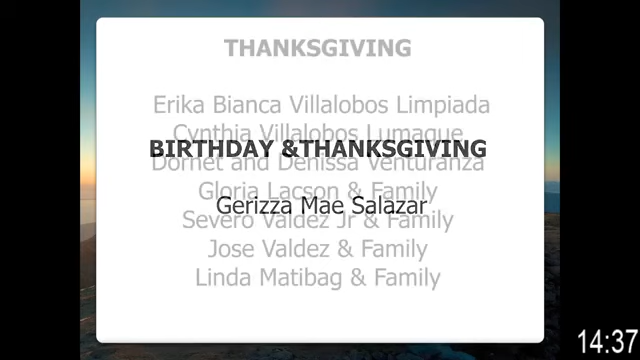 THANKSGIVING
Erika Bianca Villalobos Limpiada
Cynthia Villalobos Lumague
BIRTHDAY &THANKSGIVING
Dornet and Denissa Venturanza
Gloria Lacson & Family
Gerizza Mae Salazar
Severo Valdez Jr & Family
Jose Valdez & Family
Linda Matibag & Family
14:37